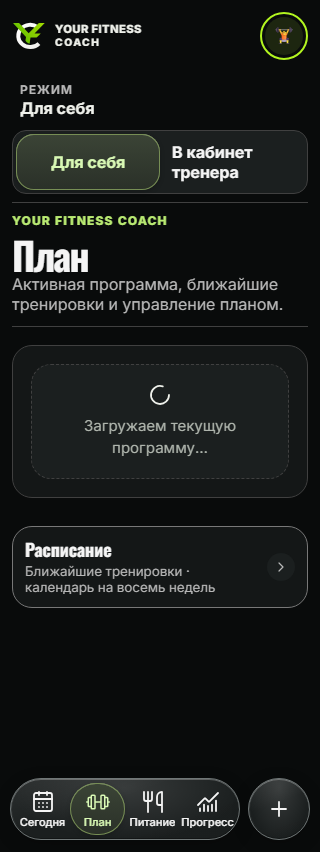 YOUR FITNESS
COACH
РЕЖИМ
Для себя
Для себя
В кабинет
тренера
YOUR FITNESS COACH
План
Активная программа, ближайшие
тренировки и управление планом.
Загружаем текущую
программу...
Расписание
Ближайшие тренировки ·
календарь на восемь недель
Сегодня
План
Питание
Прогресс